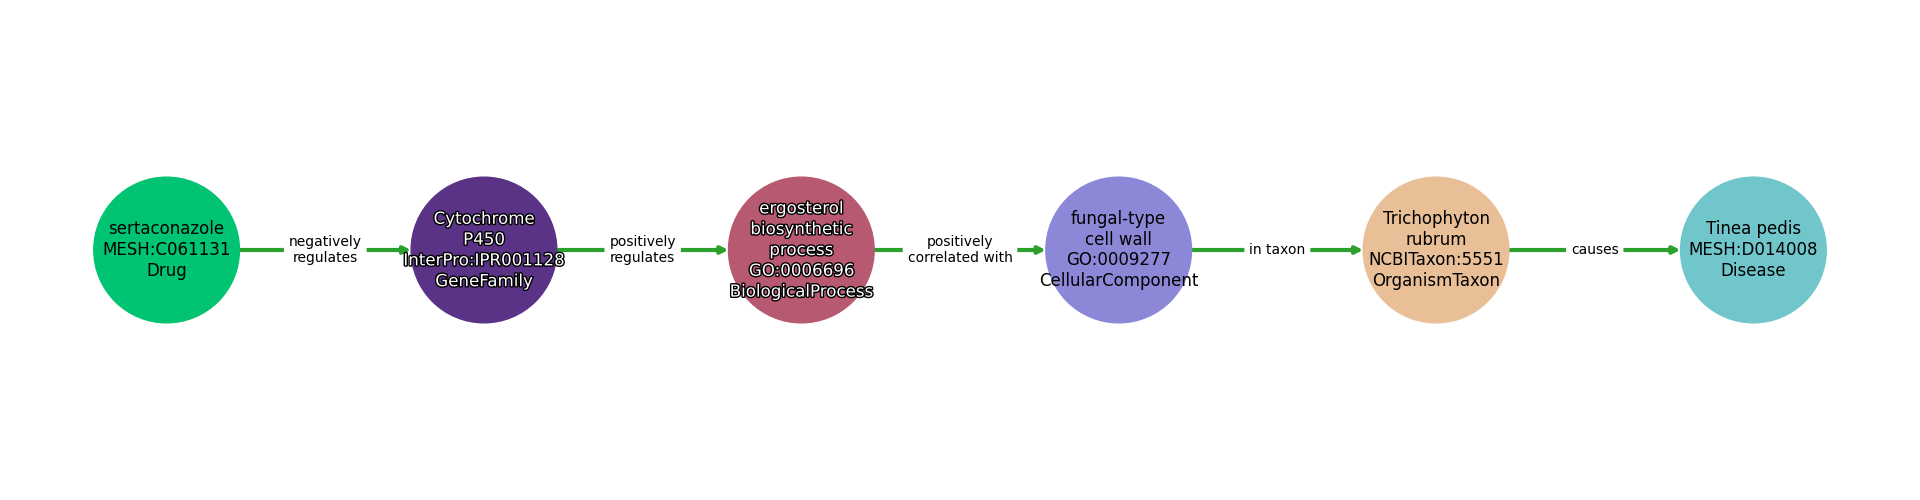 sertaconazole
MESH:C061131
Drug
negatively
regulates
Cytochrome
P450
InterPro:IPR001128
GeneFamily
positively
regulates
ergosterol
biosynthetic
process
GO:0006696
BiologicalProcess
positively
correlated with
fungal-type
cell wall
GO:0009277
CellularComponent
in taxon
Trichophyton
rubrum
NCBITaxon:5551
OrganismTaxon
causes
Tinea pedis
MESH:D014008
Disease